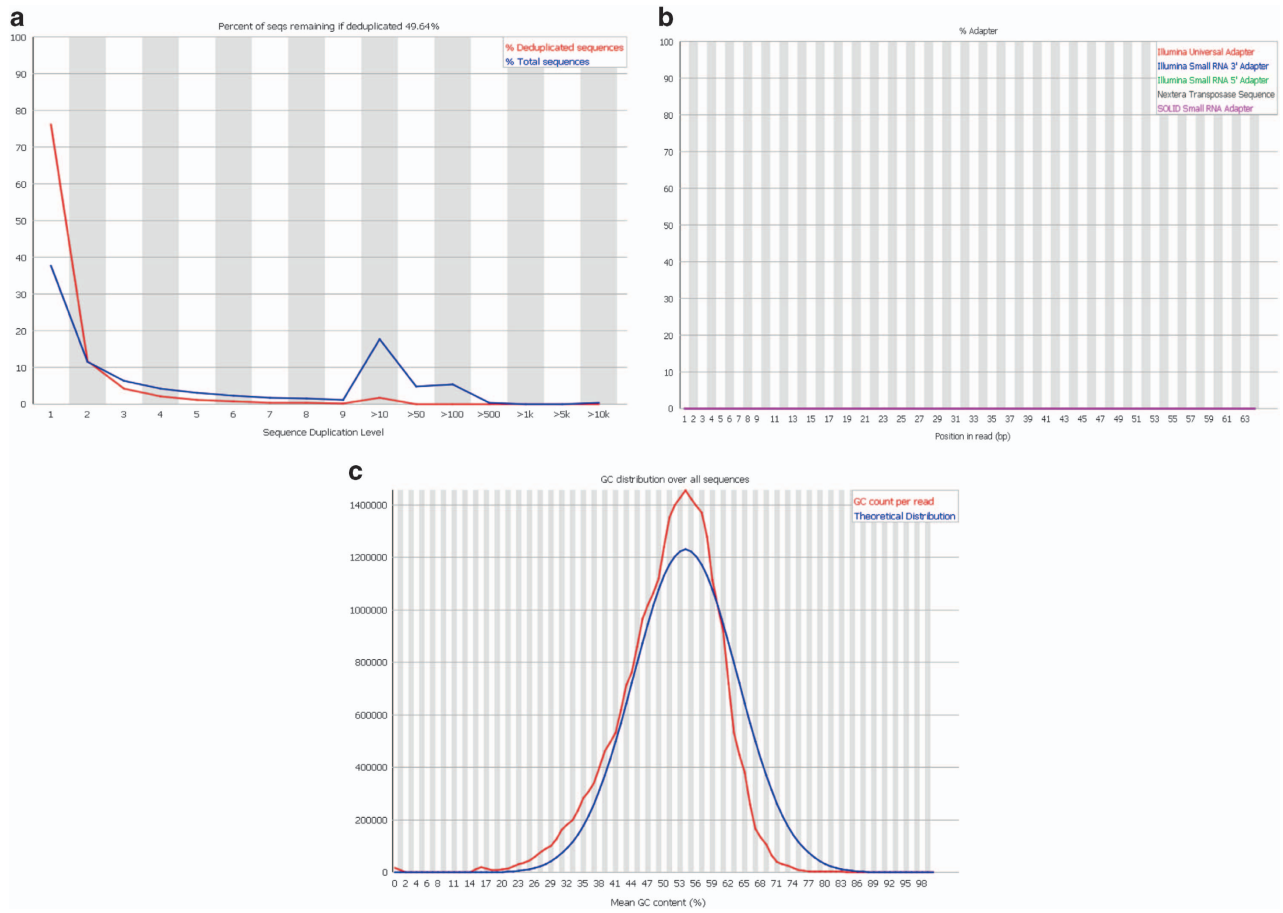 a
Percent of seqs remaining if deduplicated 49.64%
% Deduplicated sequences
% Total sequences
100
90
80
70
60
50
40
30
20
10
0
1 2 3 4 5 6 7 8 9 >10 >50 >100 >500 >1k >5k >10k
Sequence Duplication Level
b
% Adapter
Illumina Universal Adapter
Illumina Small RNA 3' Adapter
Illumina Small RNA 5' Adapter
Nextera Transposase Sequence
SOLID Small RNA Adapter
100
90
80
70
60
50
40
30
20
10
0
1 2 3 4 5 6 7 8 9 11 13 15 17 19 21 23 25 27 29 31 33 35 37 39 41 43 45 47 49 51 53 55 57 59 61 63
Position in read (bp)
c
GC distribution over all sequences
GC count per read
Theoretical Distribution
1400000
1200000
1000000
800000
600000
400000
200000
0
0 2 4 6 8 11 14 17 20 23 26 29 32 35 38 41 44 47 50 53 56 59 62 65 68 71 74 77 80 83 86 89 92 95 98
Mean GC content (%)